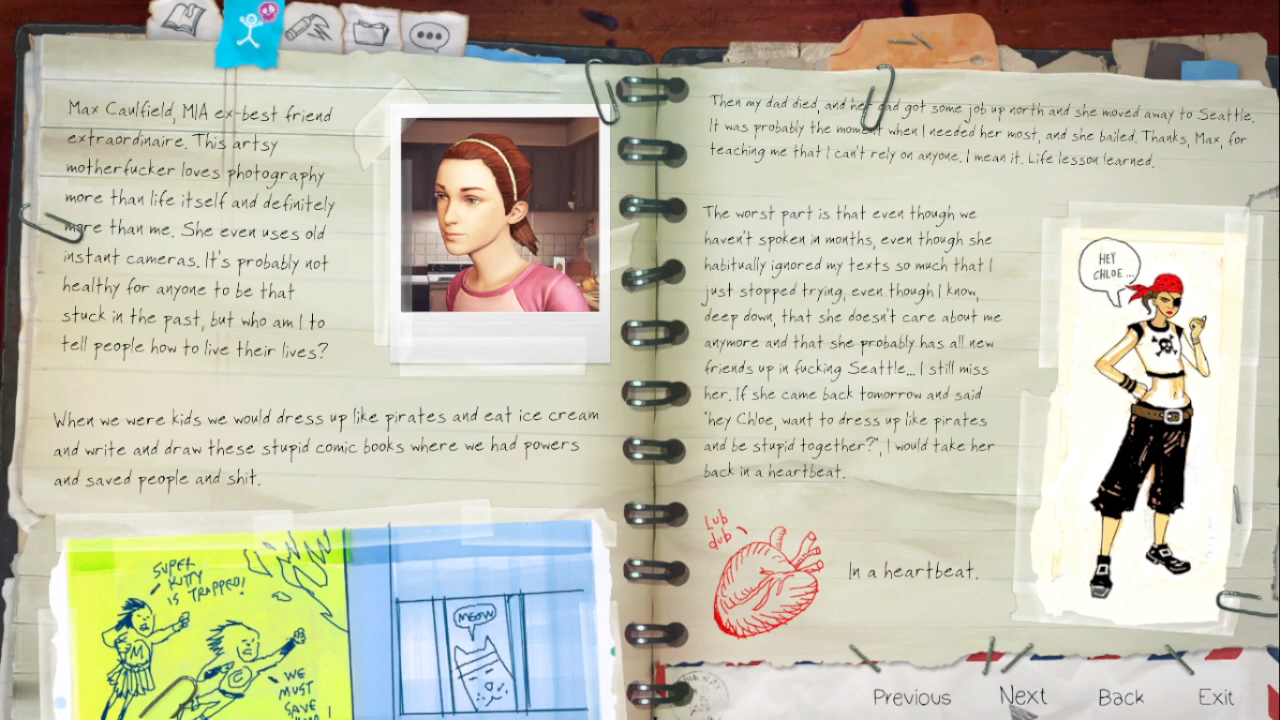 Max Caulfield, MIA ex-best friend
extraordinaire. This artsy
motherfucker loves photography
more than life itself and definitely
more than me. She even uses old
instant cameras. It's probably not
healthy for anyone to be that
stuck in the past, but who am I to
tell people how to live their lives?
When we were kids we would dress up like pirates and eat ice cream
and write and draw these stupid comic books where we had powers
and saved people and shit.
SUPER
KITTY
IS TRAPPED!
M
C
WE
MUST
SAVE
MEOW
Then my dad died, and her dad got some job up north and she moved away to Seattle.
It was probably the moment when I needed her most, and she bailed. Thanks, Max, for
teaching me that I can't rely on anyone. I mean it. Life lesson learned.
The worst part is that even though we
haven't spoken in months, even though she
habitually ignored my texts so much that I
just stopped trying, even though I know,
deep down, that she doesn't care about me
anymore and that she probably has all new
friends up in fucking Seattle... I still miss
her. If she came back tomorrow and said
"hey Chloe, want to dress up like pirates
and be stupid together?", I would take her
back in a heartbeat.
HEY
CHLOE...
Lub
dub
In a heartbeat.
Previous Next Back Exit